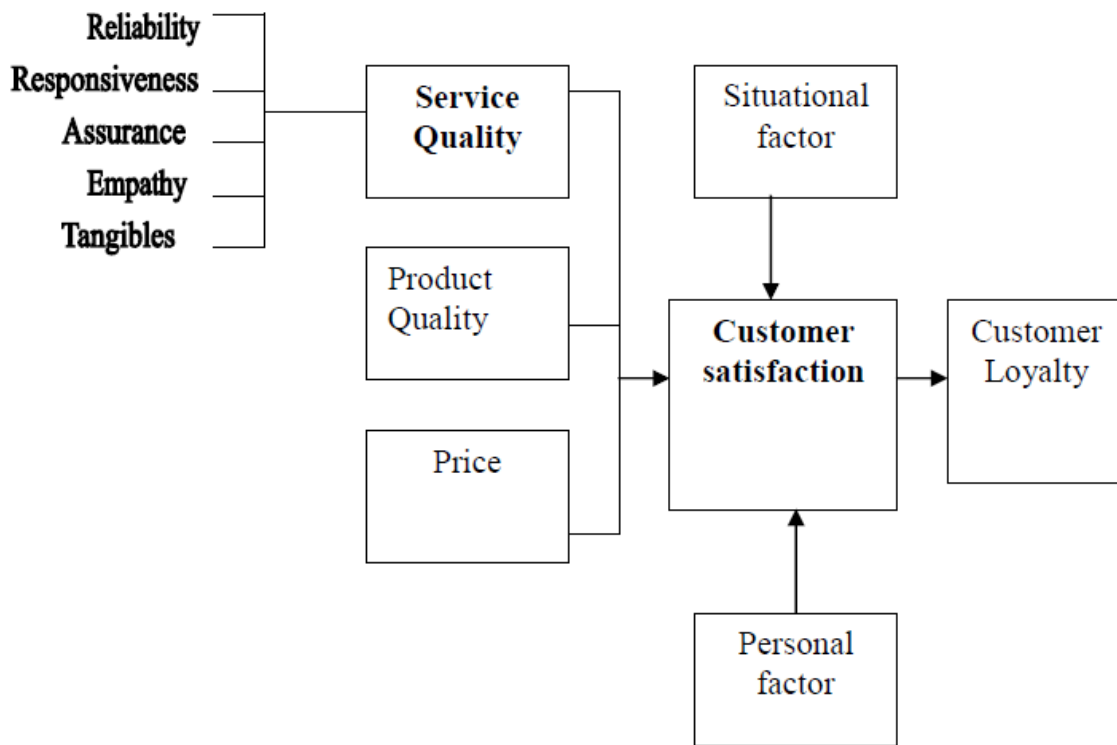 Reliability
Responsiveness
Assurance
Empathy
Tangibles
Service
Quality
Product
Quality
Price
Situational
factor
Customer
satisfaction
Personal
factor
Customer
Loyalty